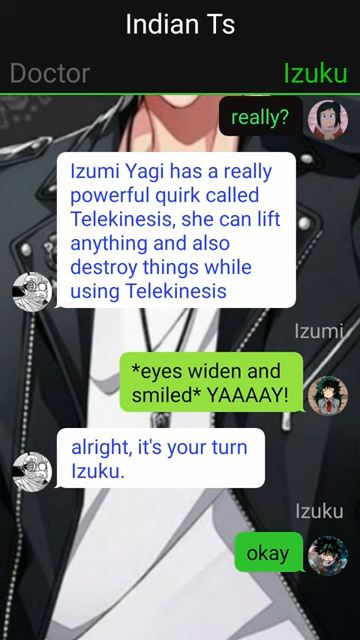 Indian Ts
Doctor
Izuku
really?
Izumi Yagi has a really
powerful quirk called
Telekinesis, she can lift
anything and also
destroy things while
using Telekinesis
Izumi
*eyes widen and
smiled* YAAAAY!
alright, it's your turn
Izuku.
Izuku
okay